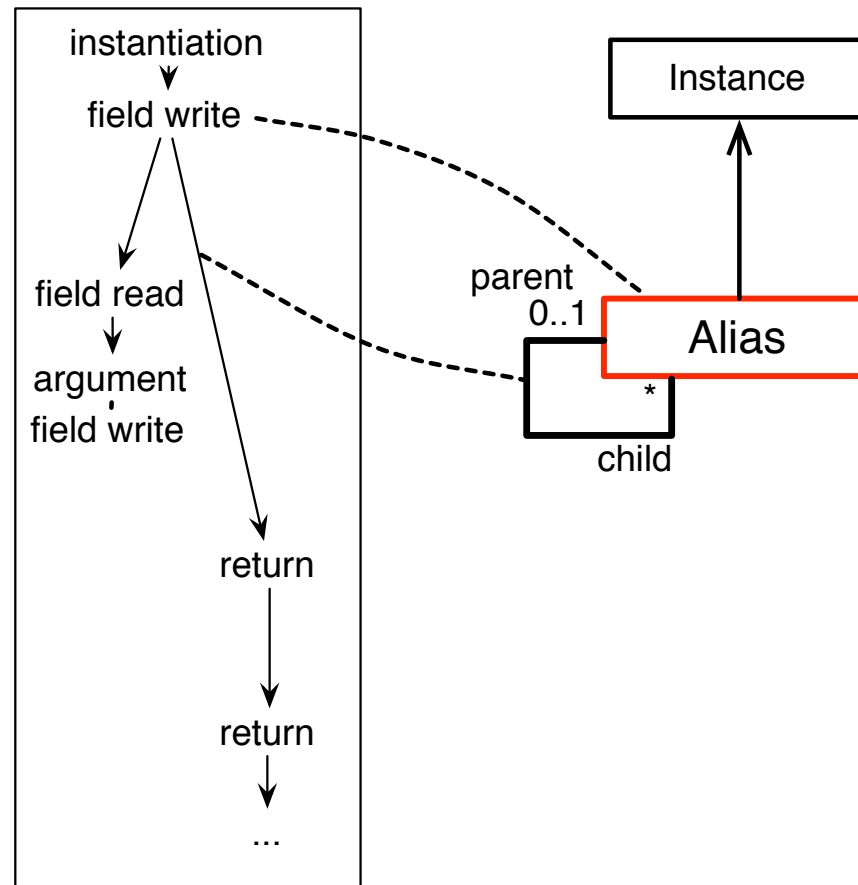 instantiation
field write
field read
argument
field write
return
return
...
Instance
parent
0..1
Alias
*
child